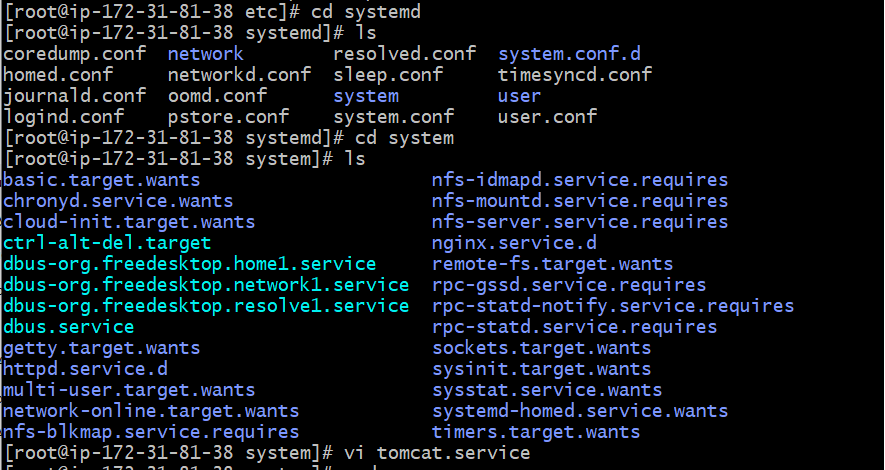 [root@ip-172-31-81-38 etc]# cd systemd
[root@ip-172-31-81-38 systemd]# ls
coredump.conf  network        resolved.conf  system.conf.d
homed.conf     networkd.conf  sleep.conf     timesyncd.conf
journald.conf  oomd.conf      system         user
logind.conf    pstore.conf    system.conf    user.conf
[root@ip-172-31-81-38 systemd]# cd system
[root@ip-172-31-81-38 system]# ls
basic.target.wants                     nfs-idmapd.service.requires
chronyd.service.wants                  nfs-mountd.service.requires
cloud-init.target.wants                nfs-server.service.requires
ctrl-alt-del.target                    nginx.service.d
dbus-org.freedesktop.home1.service     remote-fs.target.wants
dbus-org.freedesktop.network1.service  rpc-gssd.service.requires
dbus-org.freedesktop.resolve1.service  rpc-statd-notify.service.requires
dbus.service                           rpc-statd.service.requires
getty.target.wants                     sockets.target.wants
httpd.service.d                        sysinit.target.wants
multi-user.target.wants                sysstat.service.wants
network-online.target.wants            systemd-homed.service.wants
nfs-blkmap.service.requires            timers.target.wants
[root@ip-172-31-81-38 system]# vi tomcat.service